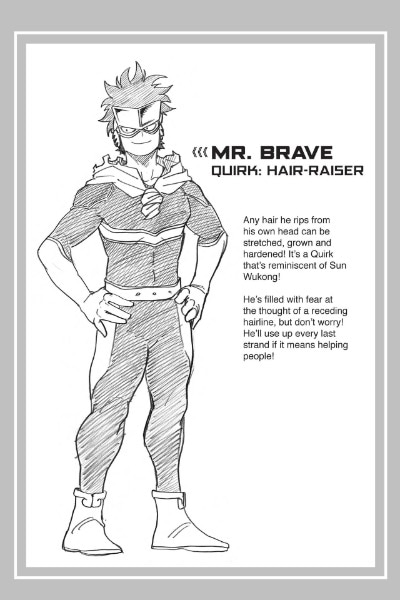 ‹‹‹ MR. BRAVE
QUIRK: HAIR-RAISER
Any hair he rips from
his own head can be
stretched, grown and
hardened! It's a Quirk
that's reminiscent of Sun
Wukong!
He's filled with fear at
the thought of a receding
hairline, but don't worry!
He'll use up every last
strand if it means helping
people!